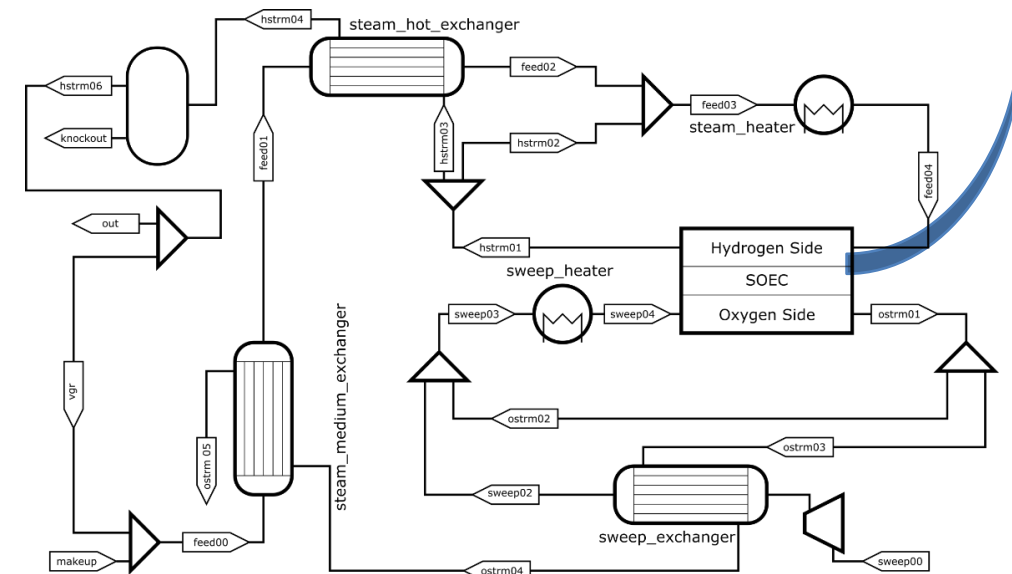 hstrm04
steam_hot_exchanger
hstrm06
feed02
feed03
knockout
feed01
hstrm03
hstrm02
steam_heater
feed04
out
hstrm01
Hydrogen Side
sweep_heater
SOEC
sweep03
sweep04
Oxygen Side
ostrm01
vgr
steam_medium_exchanger
ostrm02
ostrm03
ostrm 05
sweep02
feed00
sweep_exchanger
makeup
ostrm04
sweep00